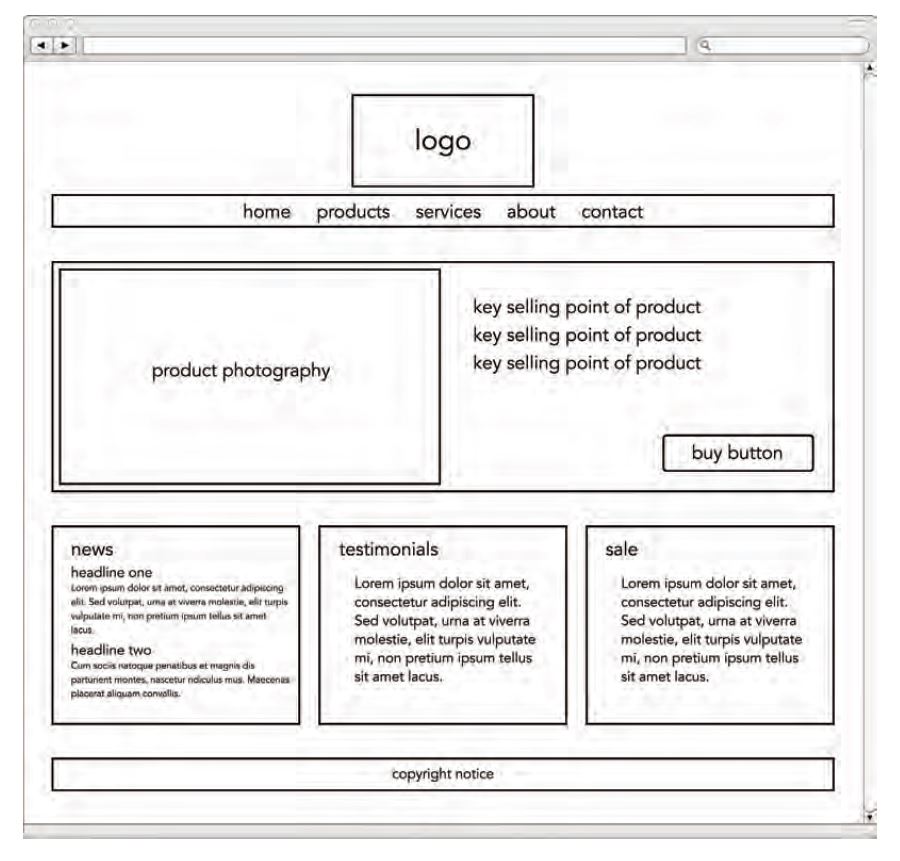 logo
home products services about contact
product photography
key selling point of product
key selling point of product
key selling point of product
buy button
news
headline one
Lorem ipsum dolor sit amet, consectetur adipiscing
elit. Sed volutpat, urna at viverra molestie, elit turpis
vulputate mi, non pretium ipsum tellus sit amet
lacus.
headline two
Cum sociis natoque penatibus et magnis dis
parturient montes, nascetur ridiculus mus. Maecenas
placerat aliquam convallis.
testimonials
Lorem ipsum dolor sit amet,
consectetur adipiscing elit.
Sed volutpat, urna at viverra
molestie, elit turpis vulputate
mi, non pretium ipsum tellus
sit amet lacus.
sale
Lorem ipsum dolor sit amet,
consectetur adipiscing elit.
Sed volutpat, urna at viverra
molestie, elit turpis vulputate
mi, non pretium ipsum tellus
sit amet lacus.
copyright notice